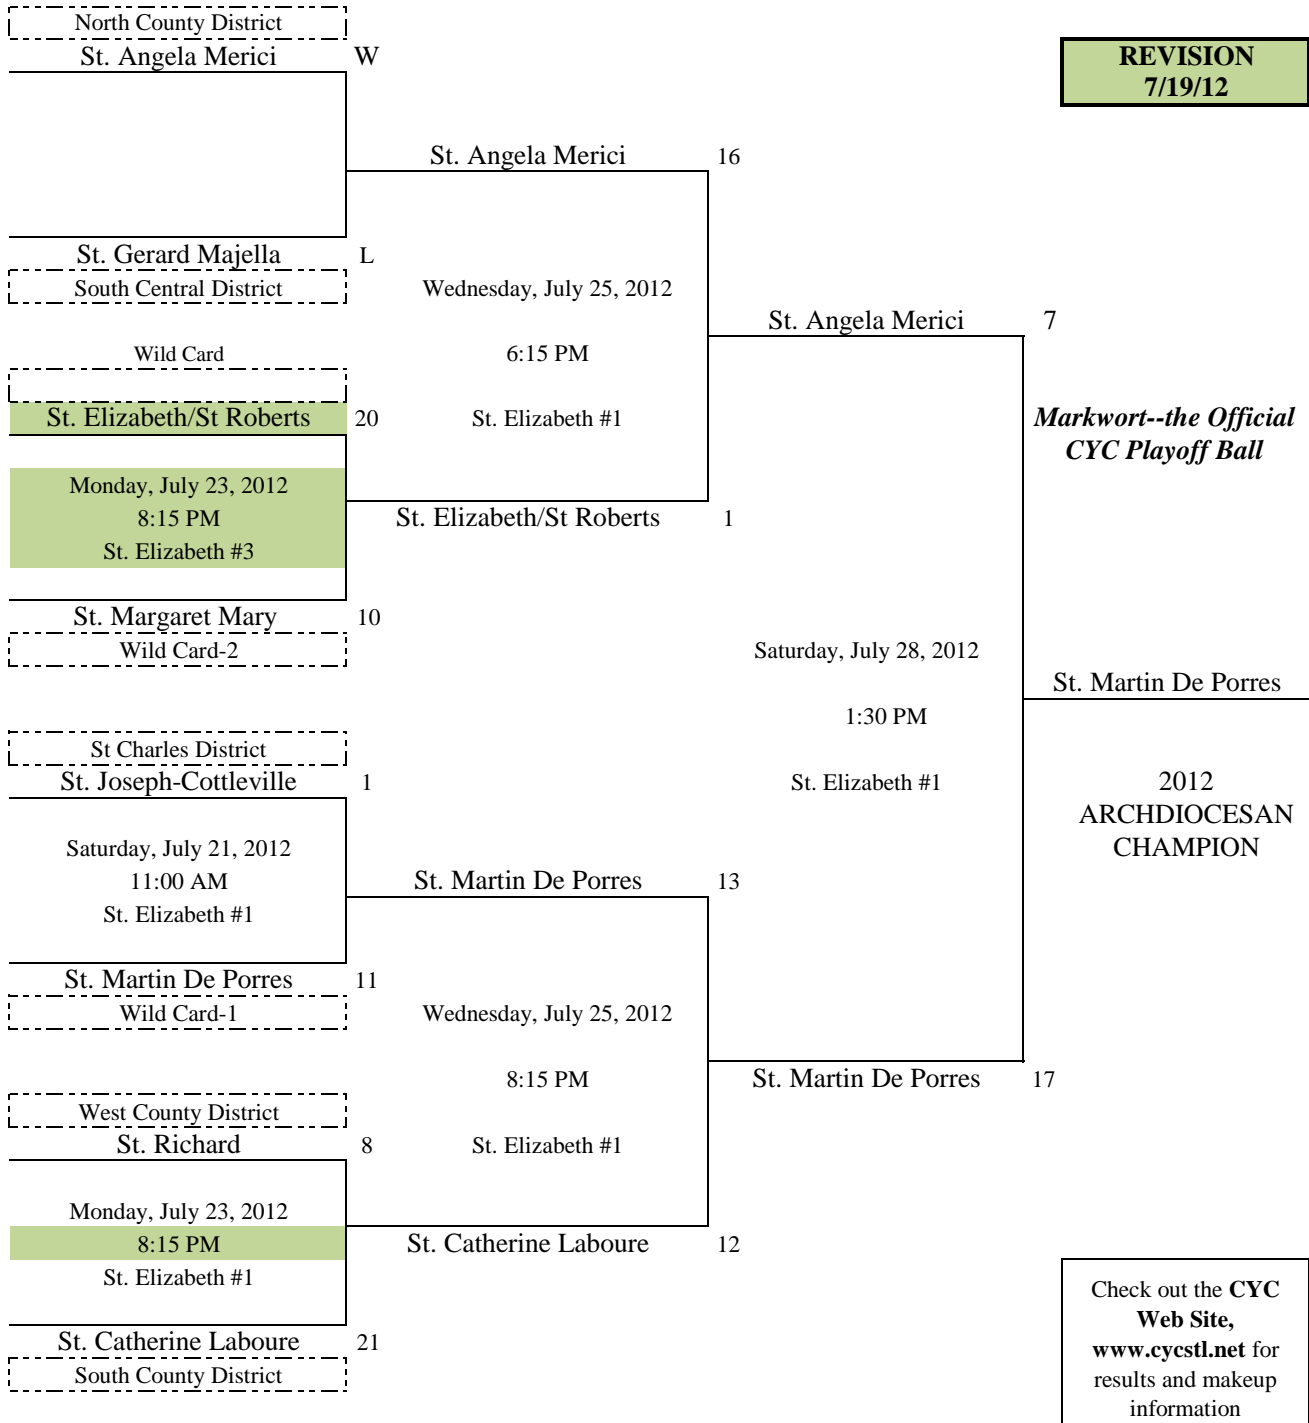 North County District
St. Angela Merici W
REVISION
7/19/12
St. Angela Merici 16
St. Gerard Majella L
South Central District
Wednesday, July 25, 2012
St. Angela Merici 7
Wild Card
6:15 PM
St. Elizabeth/St Roberts 20
St. Elizabeth #1
Markwort--the Official
CYC Playoff Ball
Monday, July 23, 2012
8:15 PM
St. Elizabeth #3
St. Elizabeth/St Roberts 1
St. Margaret Mary 10
Wild Card-2
Saturday, July 28, 2012
St. Martin De Porres
1:30 PM
St Charles District
St. Joseph-Cottleville 1
St. Elizabeth #1
2012
ARCHDIOCESAN
CHAMPION
Saturday, July 21, 2012
11:00 AM
St. Elizabeth #1
St. Martin De Porres 13
St. Martin De Porres 11
Wild Card-1
Wednesday, July 25, 2012
8:15 PM
St. Martin De Porres 17
West County District
St. Richard 8
St. Elizabeth #1
Monday, July 23, 2012
8:15 PM
St. Elizabeth #1
St. Catherine Laboure 12
St. Catherine Laboure 21
South County District
Check out the CYC
Web Site,
www.cycstl.net for
results and makeup
information